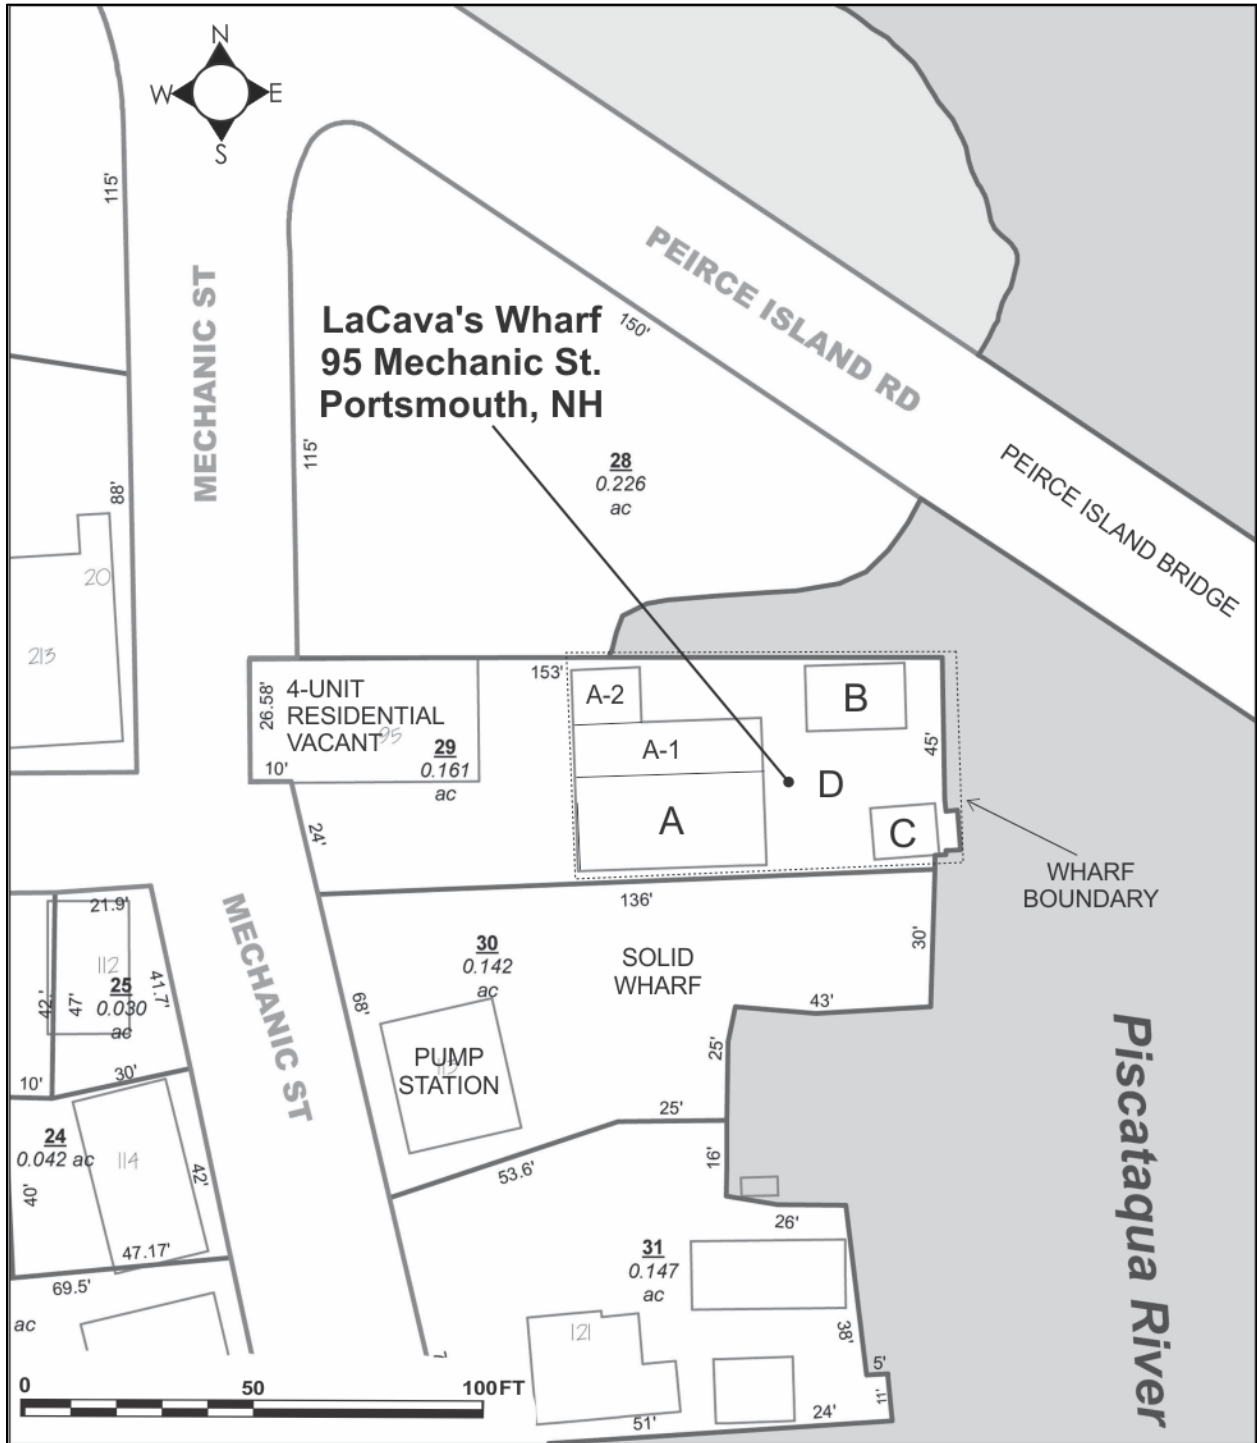 N
W E
S
115'
MECHANIC ST
PEIRCE ISLAND RD
150'
LaCava's Wharf
95 Mechanic St.
Portsmouth, NH
115'
28
0.226
ac
88'
PEIRCE ISLAND BRIDGE
20
213
153'
26.58'
4-UNIT
RESIDENTIAL
VACANT
95
10'
29
0.161
ac
A-2
A-1
A
B
45'
D
C
24'
WHARF
BOUNDARY
136'
21.9'
112
42.'
47'
25
0.030
ac
41.7'
MECHANIC ST
30
0.142
ac
SOLID
WHARF
30'
68'
43'
25'
PUMP
STATION
113
10'
30'
25'
16'
53.6'
24
0.042 ac
114
40'
42'
47.17'
69.5'
26'
31
0.147
ac
Piscataqua River
ac
121
38'
5'
11'
24'
51'
0 50 100FT